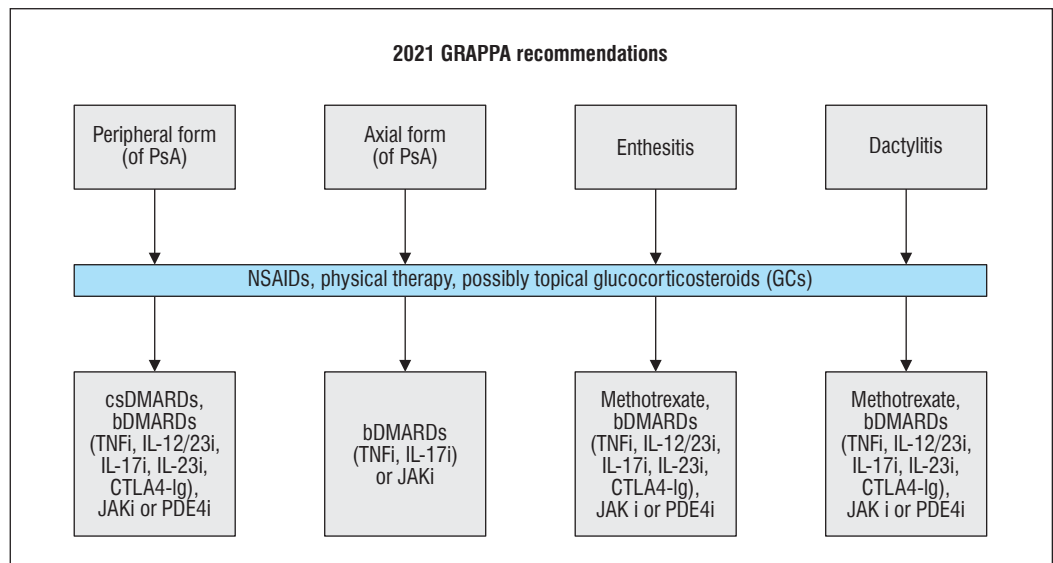 2021 GRAPPA recommendations
Peripheral form
(of PsA)
Axial form
(of PsA)
Enthesitis
Dactylitis
NSAIDs, physical therapy, possibly topical glucocorticosteroids (GCs)
csDMARDs,
bDMARDs
(TNFi, IL-12/23i,
IL-17i, IL-23i,
CTLA4-Ig),
JAKi or PDE4i
bDMARDs
(TNFi, IL-17i)
or JAKi
Methotrexate,
bDMARDs
(TNFi, IL-12/23i,
IL-17i, IL-23i,
CTLA4-Ig),
JAK i or PDE4i
Methotrexate,
bDMARDs
(TNFi, IL-12/23i,
IL-17i, IL-23i,
CTLA4-Ig),
JAK i or PDE4i